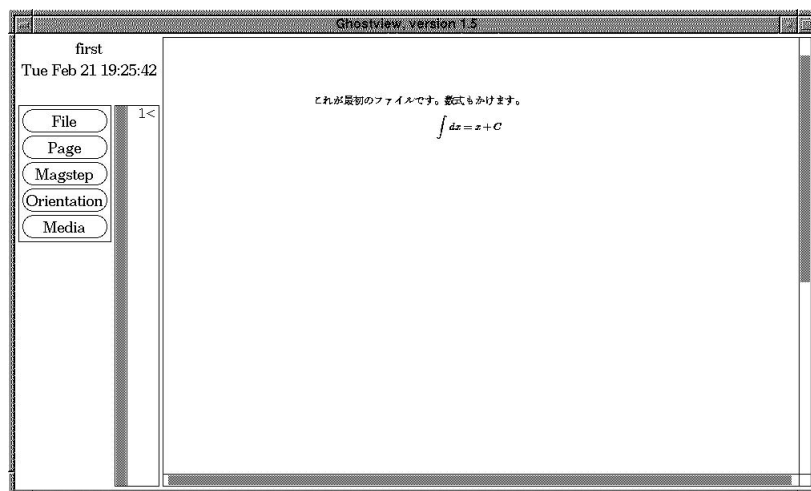 Ghostview, version 1.5
first
Tue Feb 21 19:25:42
File
Page
Magstep
Orientation
Media
1<
これが最初のファイルです。数式もかけます。
∫ dx = x + C